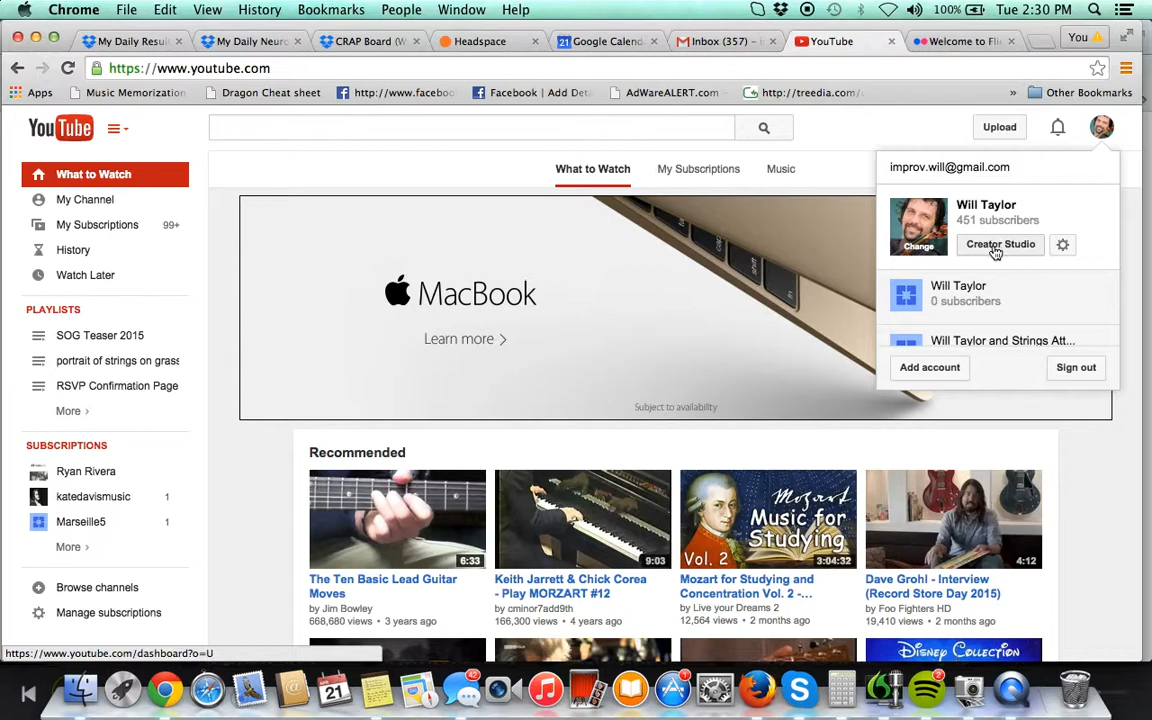 Chrome File Edit View History Bookmarks People Window Help 100% Tue 2:30 PM
My Daily Resul My Daily Neuro CRAP Board (W Headspace Google Calend Inbox (357) - i YouTube Welcome to Fli You
https://www.youtube.com
Apps Music Memorization Dragon Cheat sheet http://www.faceboo Facebook | Add Det AdWareALERT.com http://treedia.com/ » Other Bookmarks
YouTube Upload
What to Watch My Subscriptions Music
What to Watch
My Channel
My Subscriptions 99+
History
Watch Later
PLAYLISTS
SOG Teaser 2015
portrait of strings on grass
RSVP Confirmation Page
More ›
SUBSCRIPTIONS
Ryan Rivera
katedavismusic 1
Marseille5 1
More ›
Browse channels
Manage subscriptions
MacBook
Learn more >
Subject to availability
improv.will@gmail.com
Will Taylor
451 subscribers
Change Creator Studio
Will Taylor
0 subscribers
Will Taylor and Strings Att...
Add account Sign out
Recommended
6:33
The Ten Basic Lead Guitar
Moves
by Jim Bowley
668,680 views • 3 years ago
9:03
Keith Jarrett & Chick Corea
- Play MORZART #12
by cminor7add9th
166,300 views • 4 years ago
Mozart
Music for
Studying
Vol. 2 3:04:32
Mozart for Studying and
Concentration Vol. 2 -...
by Live your Dreams 2
12,564 views • 2 months ago
4:12
Dave Grohl - Interview
(Record Store Day 2015)
by Foo Fighters HD
19,410 views • 2 months ago
DISNEY COLLECTION
https://www.youtube.com/dashboard?o=U
APR
21
42
1